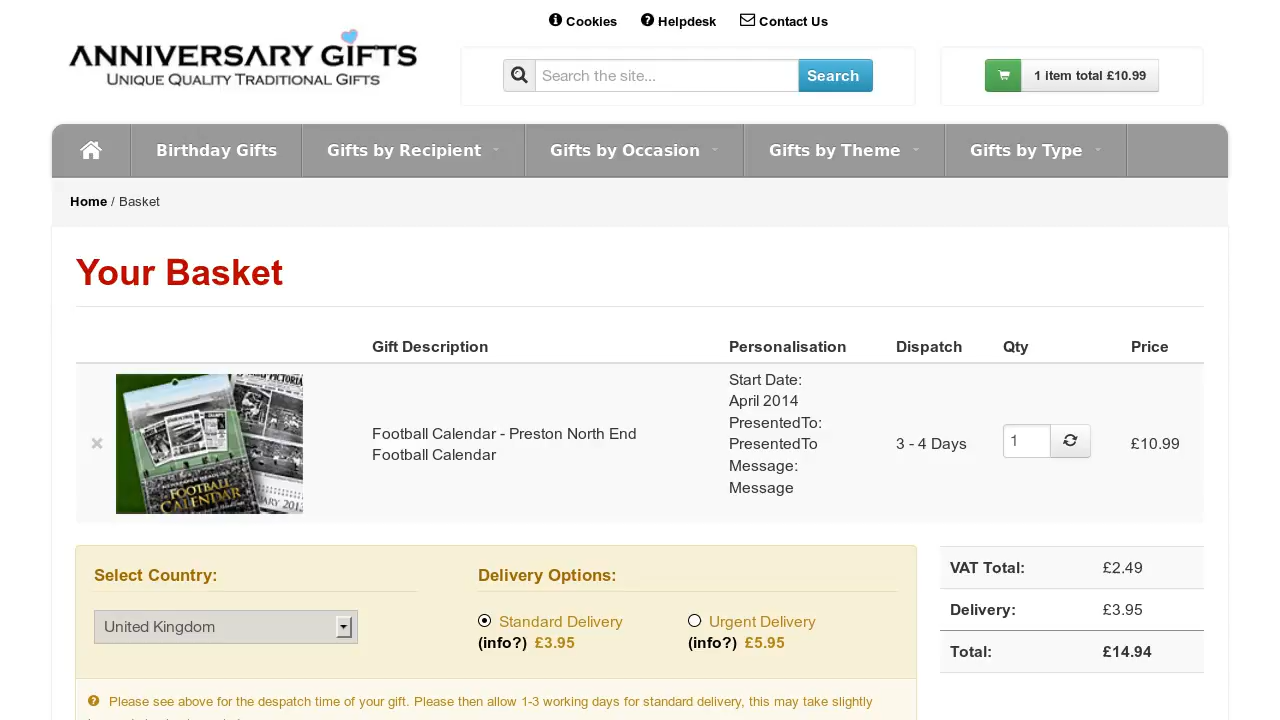 Cookies
Helpdesk
Contact Us
ANNIVERSARY GIFTS
UNIQUE QUALITY TRADITIONAL GIFTS
Search the site...
Search
1 item total £10.99
Birthday Gifts
Gifts by Recipient
Gifts by Occasion
Gifts by Theme
Gifts by Type
Home / Basket
Your Basket
Gift Description
Personalisation
Dispatch
Qty
Price
FOOTBALL
CALENDAR
Football Calendar - Preston North End
Football Calendar
Start Date:
April 2014
PresentedTo:
PresentedTo
Message:
Message
3 - 4 Days
1
£10.99
Select Country:
United Kingdom
Delivery Options:
Standard Delivery
(info?) £3.95
Urgent Delivery
(info?) £5.95
VAT Total: £2.49
Delivery: £3.95
Total: £14.94
Please see above for the despatch time of your gift. Please then allow 1-3 working days for standard delivery, this may take slightly